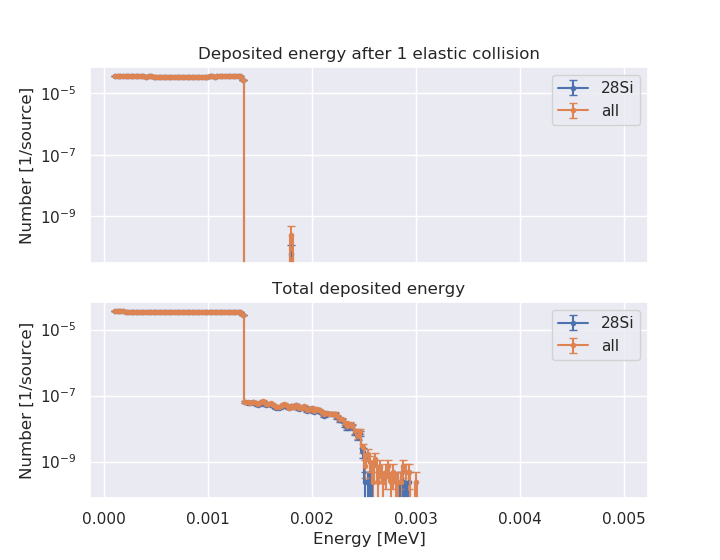 Deposited energy after 1 elastic collision
Number [1/source]
10⁻⁵
10⁻⁷
10⁻⁹
28Si
all
Total deposited energy
Number [1/source]
10⁻⁵
10⁻⁷
10⁻⁹
28Si
all
0.000 0.001 0.002 0.003 0.004 0.005
Energy [MeV]